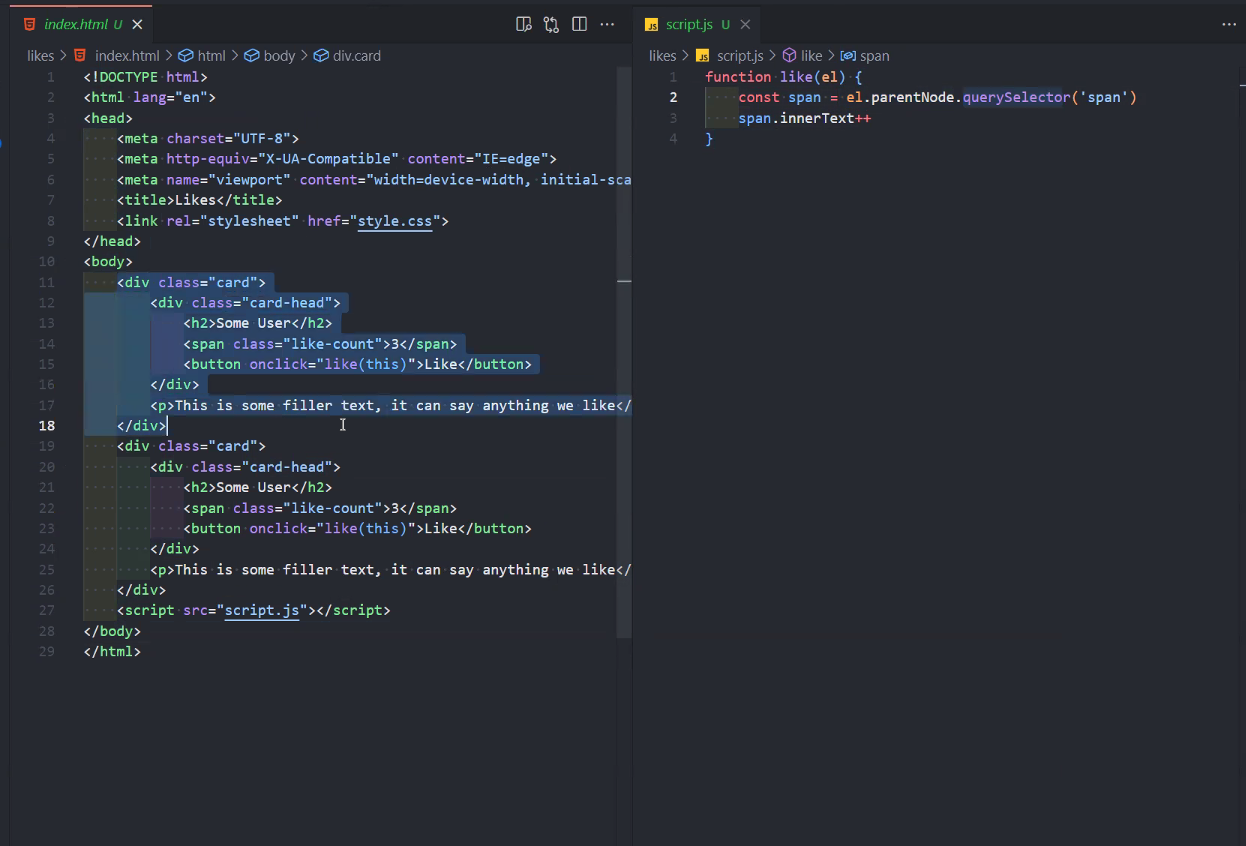 index.html U
likes > index.html > html > body > div.card
1 <!DOCTYPE html>
2 <html lang="en">
3 <head>
4 <meta charset="UTF-8">
5 <meta http-equiv="X-UA-Compatible" content="IE=edge">
6 <meta name="viewport" content="width=device-width, initial-sca
7 <title>Likes</title>
8 <link rel="stylesheet" href="style.css">
9 </head>
10 <body>
11 <div class="card">
12 <div class="card-head">
13 <h2>Some User</h2>
14 <span class="like-count">3</span>
15 <button onclick="like(this)">Like</button>
16 </div>
17 <p>This is some filler text, it can say anything we like</
18 </div>
19 <div class="card">
20 <div class="card-head">
21 <h2>Some User</h2>
22 <span class="like-count">3</span>
23 <button onclick="like(this)">Like</button>
24 </div>
25 <p>This is some filler text, it can say anything we like</
26 </div>
27 <script src="script.js"></script>
28 </body>
29 </html>
JS script.js U
likes > JS script.js > like > span
1 function like(el) {
2 const span = el.parentNode.querySelector('span')
3 span.innerText++
4 }